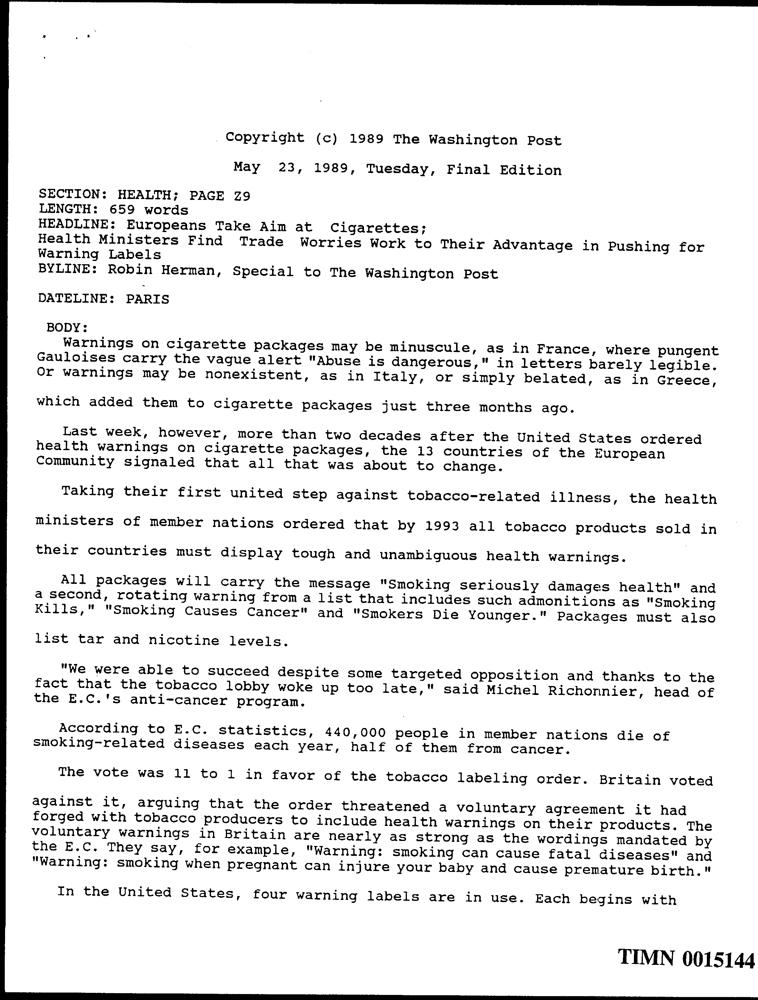 Copyright (c) 1989 The Washington Post
May 23, 1989, Tuesday, Final Edition
SECTION: HEALTH; PAGE Z9
LENGTH: 659 words
HEADLINE: Europeans Take Aim at Cigarettes;
Health Ministers Find Trade Worries Work to Their Advantage in Pushing for
Warning Labels
BYLINE: Robin Herman, Special to The Washington Post
DATELINE: PARIS
BODY:
Warnings on cigarette packages may be minuscule, as in France, where pungent
Gauloises carry the vague alert "Abuse is dangerous," in letters barely legible.
Or warnings may be nonexistent, as in Italy, or simply belated, as in Greece,
which added them to cigarette packages just three months ago.
Last week, however, more than two decades after the United States ordered
health warnings on cigarette packages, the 13 countries of the European
Community signaled that all that was about to change.
Taking their first united step against tobacco-related illness, the health
ministers of member nations ordered that by 1993 all tobacco products sold in
their countries must display tough and unambiguous health warnings.
All packages will carry the message "Smoking seriously damages health" and
a second, rotating warning from a list that includes such admonitions as "Smoking
Kills," "Smoking Causes Cancer" and "Smokers Die Younger." Packages must also
list tar and nicotine levels.
"We were able to succeed despite some targeted opposition and thanks to the
fact that the tobacco lobby woke up too late," said Michel Richonnier, head of
the E.C.'s anti-cancer program.
According to E.C. statistics, 440,000 people in member nations die of
smoking-related diseases each year, half of them from cancer.
The vote was 11 to 1 in favor of the tobacco labeling order. Britain voted
against it, arguing that the order threatened a voluntary agreement it had
forged with tobacco producers to include health warnings on their products. The
voluntary warnings in Britain are nearly as strong as the wordings mandated by
the E.C. They say, for example, "Warning: smoking can cause fatal diseases" and
"Warning: smoking when pregnant can injure your baby and cause premature birth."
In the United States, four warning labels are in use. Each begins with
TIMN 0015144